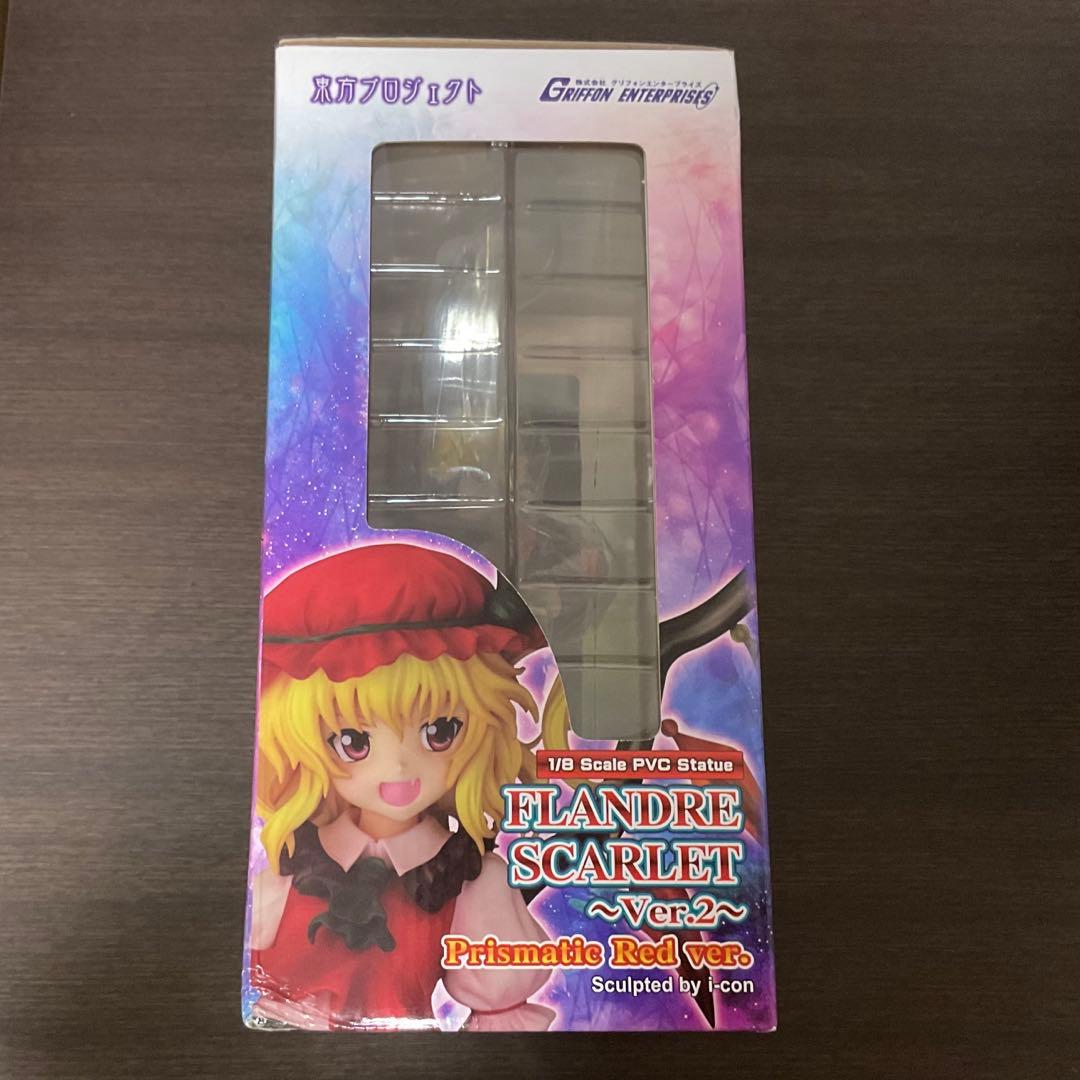 東方プロジェクト
株式会社 グリフォンエンタープライズ
GRIFFON ENTERPRISES
1/8 Scale PVC Statue
FLANDRE
SCARLET
~Ver.2~
Prismatic Red ver.
Sculpted by i-con